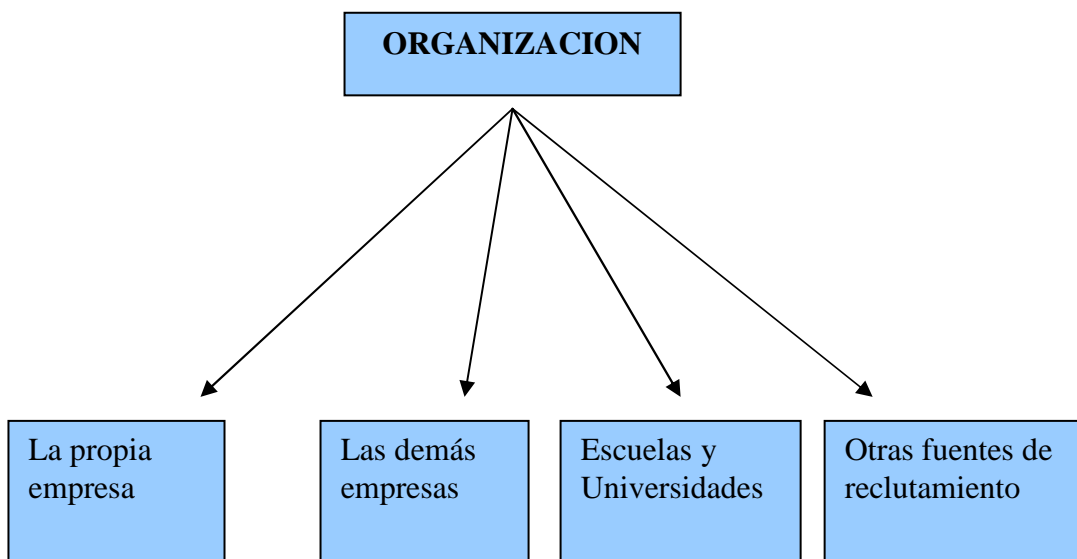 ORGANIZACION
La propia
empresa
Las demás
empresas
Escuelas y
Universidades
Otras fuentes de
reclutamiento